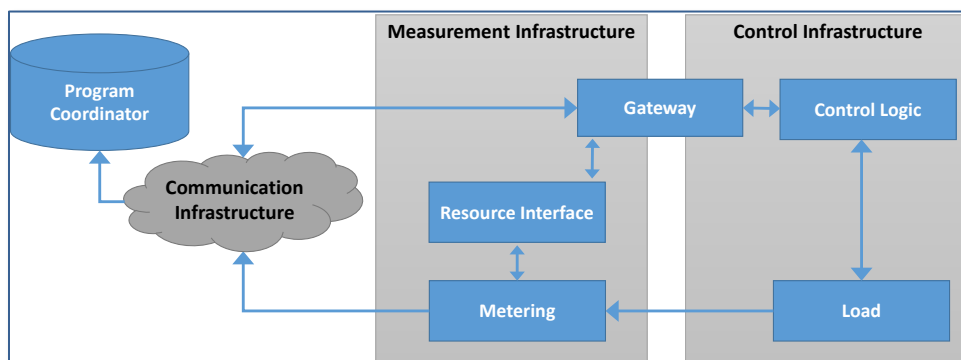 Measurement Infrastructure
Control Infrastructure
Program
Coordinator
Gateway
Control Logic
Communication
Infrastructure
Resource Interface
Metering
Load